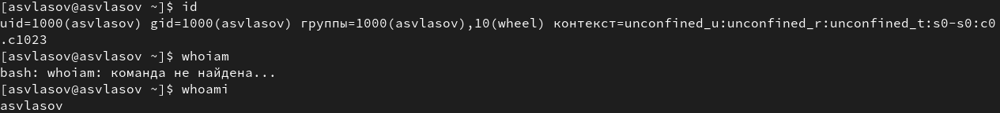 [asvlasov@asvlasov ~]$ id
uid=1000(asvlasov) gid=1000(asvlasov) группы=1000(asvlasov),10(wheel) контекст=unconfined_u:unconfined_r:unconfined_t:s0-s0:c0
.c1023
[asvlasov@asvlasov ~]$ whoiam
bash: whoiam: команда не найдена...
[asvlasov@asvlasov ~]$ whoami
asvlasov